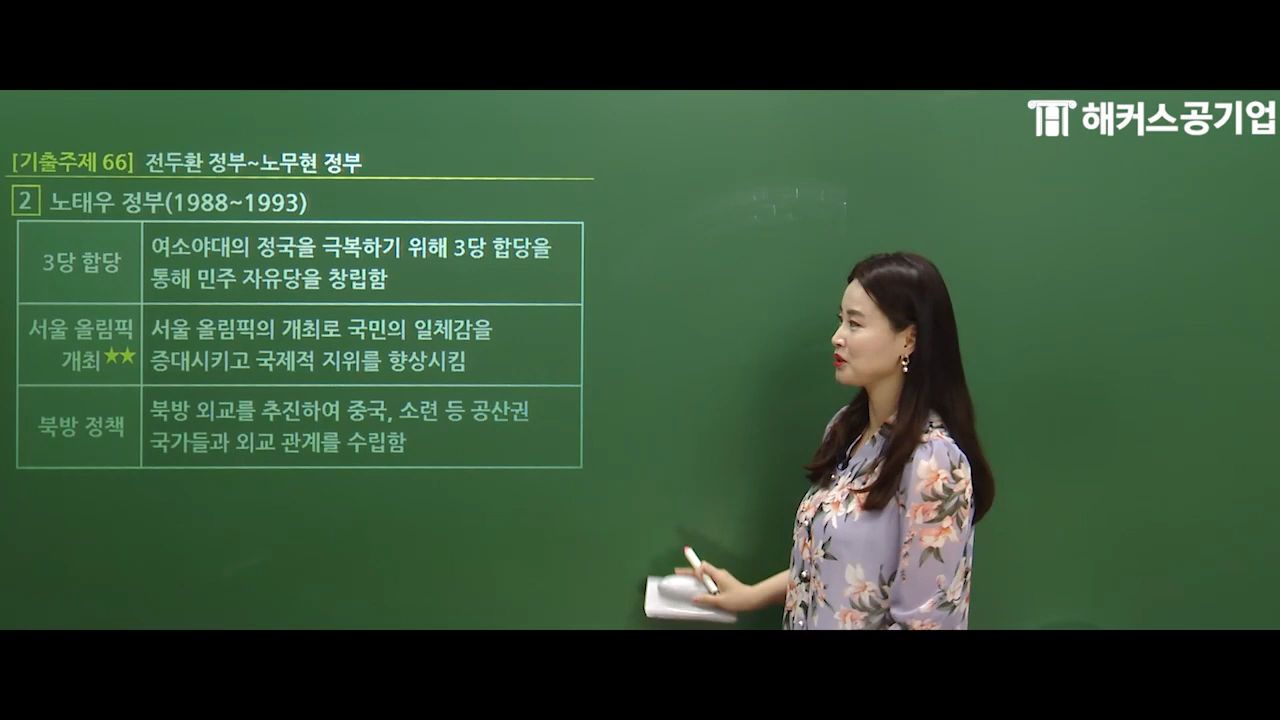 해커스공기업
[기출주제 66] 전두환 정부~노무현 정부
2 노태우 정부(1988~1993)
3당 합당
여소야대의 정국을 극복하기 위해 3당 합당을
통해 민주 자유당을 창립함
서울 올림픽
개최★★
서울 올림픽의 개최로 국민의 일체감을
증대시키고 국제적 지위를 향상시킴
북방 정책
북방 외교를 추진하여 중국, 소련 등 공산권
국가들과 외교 관계를 수립함